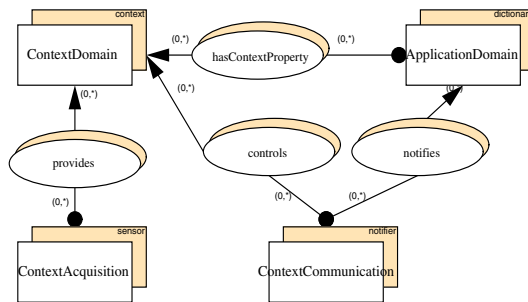 context
dictionar
ContextDomain
(0,*)
hasContextProperty
(0,*)
ApplicationDomain
(0,*)
(0,*)
(0,*)
provides
controls
notifies
(0,*)
(0,*)
(0,*)
sensor
notifier
ContextAcquisition
ContextCommunication